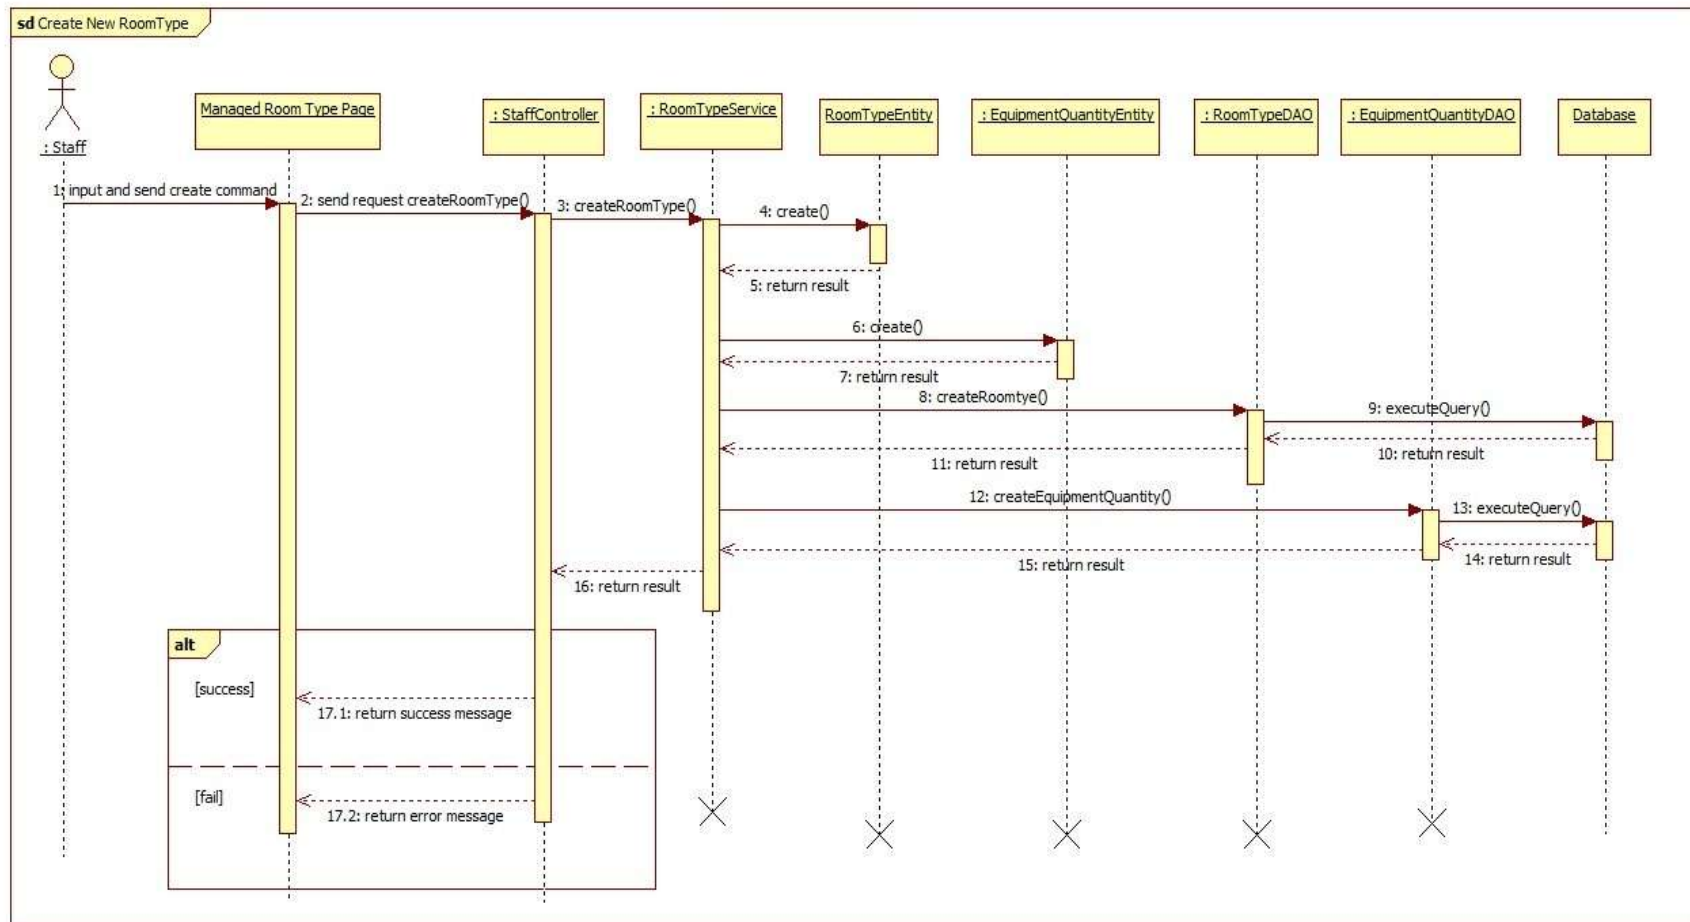 sd Create New RoomType
: Staff
Managed Room Type Page
: StaffController
: RoomTypeService
RoomTypeEntity
: EquipmentQuantityEntity
: RoomTypeDAO
: EquipmentQuantityDAO
Database
1: input and send create command
2: send request createRoomType()
3: createRoomType()
4: create()
5: return result
6: create()
7: return result
8: createRoomtye()
9: executeQuery()
10: return result
11: return result
12: createEquipmentQuantity()
13: executeQuery()
14: return result
15: return result
16: return result
alt
[success]
17.1: return success message
[fail]
17.2: return error message